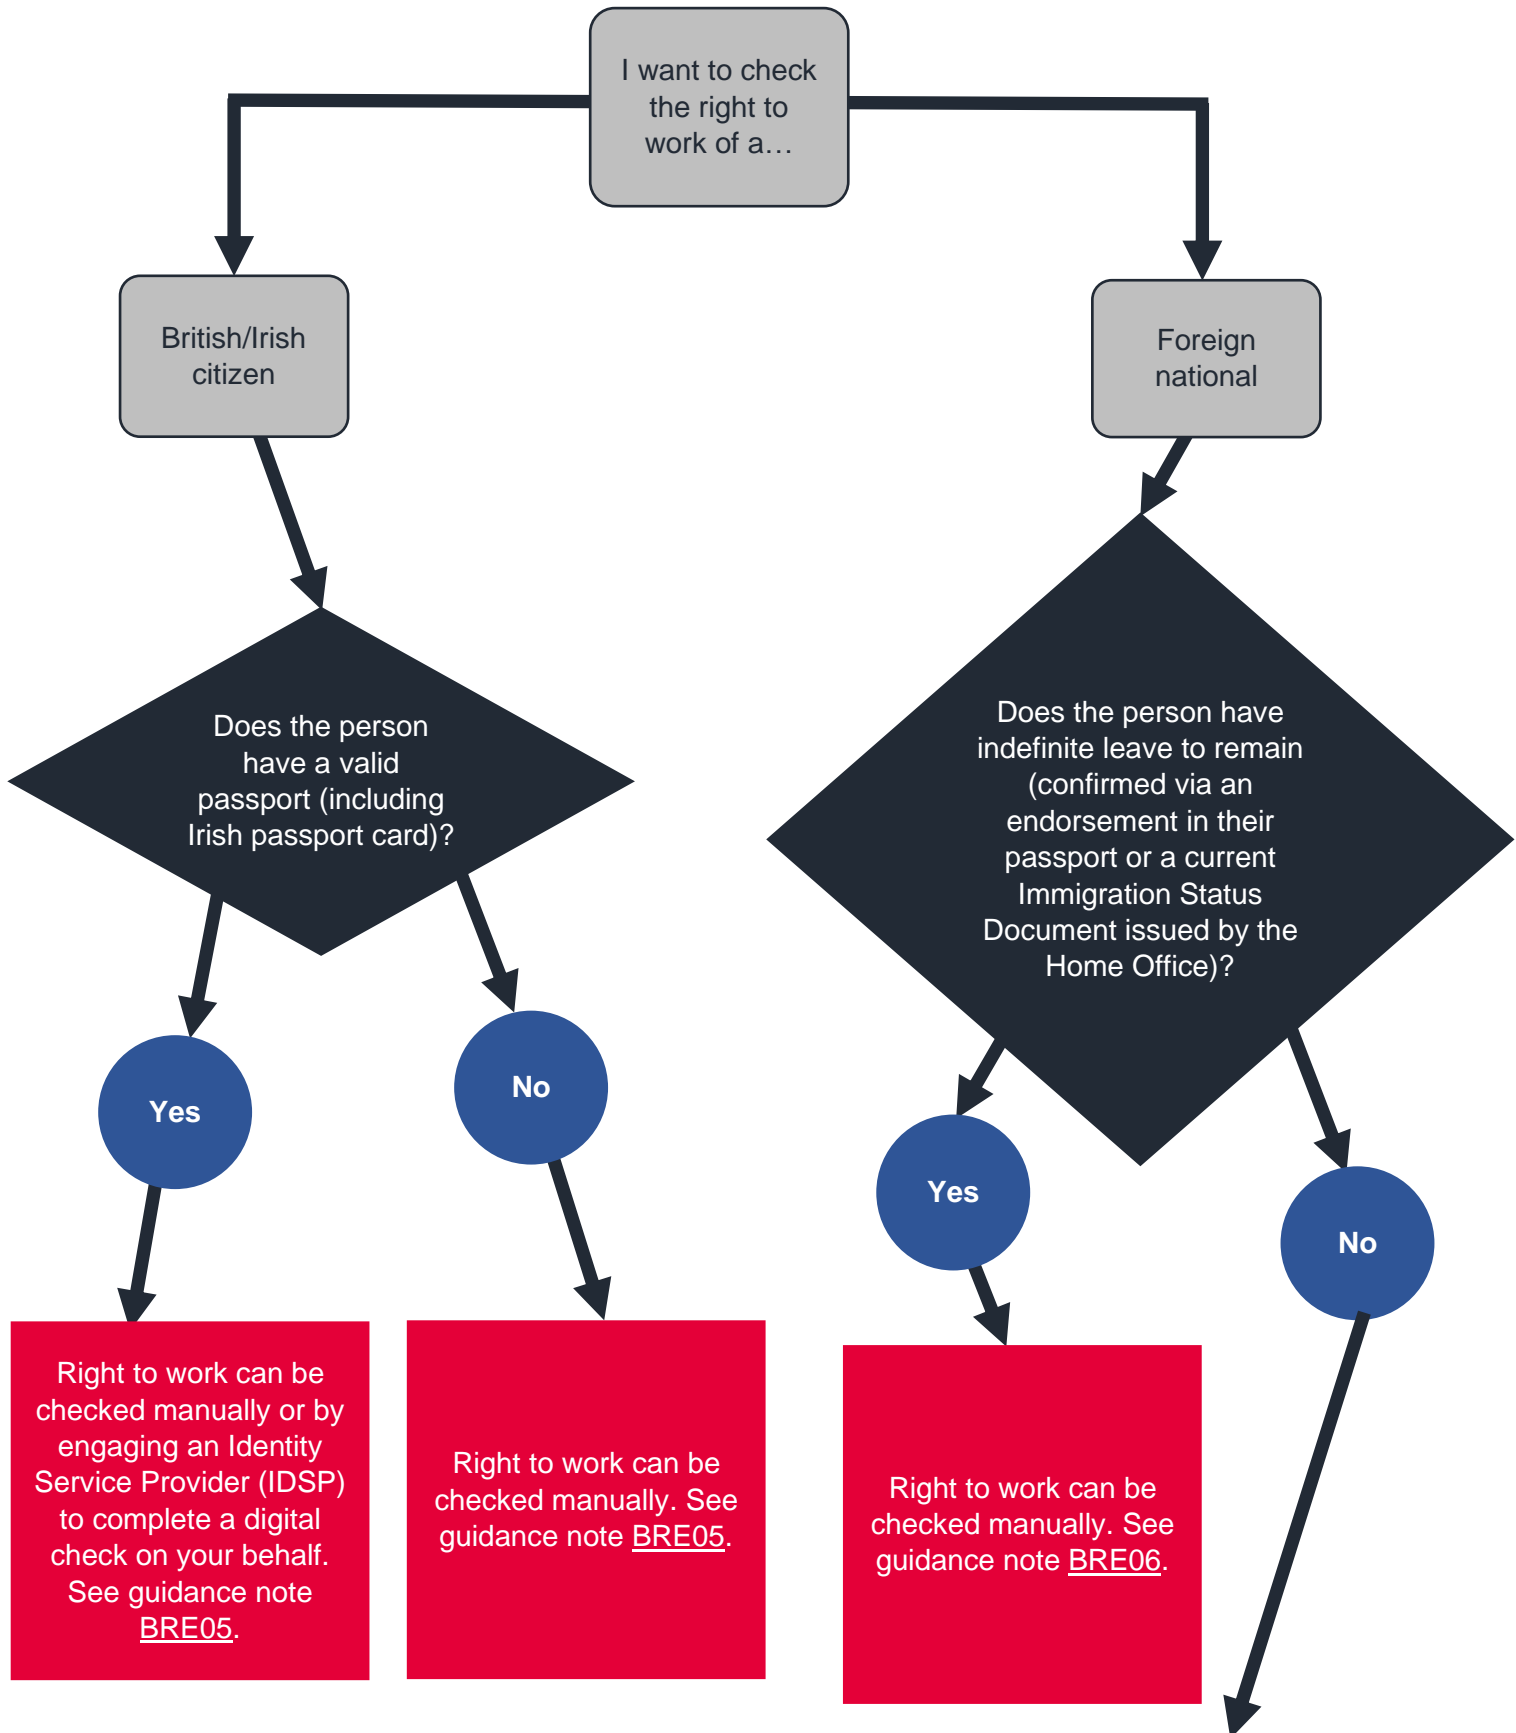 I want to check
the right to
work of a…
British/Irish
citizen
Foreign
national
Does the person
have a valid
passport (including
Irish passport card)?
Does the person have
indefinite leave to remain
(confirmed via an
endorsement in their
passport or a current
Immigration Status
Document issued by the
Home Office)?
Yes
No
Yes
No
Right to work can be
checked manually or by
engaging an Identity
Service Provider (IDSP)
to complete a digital
check on your behalf.
See guidance note
BRE05.
Right to work can be
checked manually. See
guidance note BRE05.
Right to work can be
checked manually. See
guidance note BRE06.